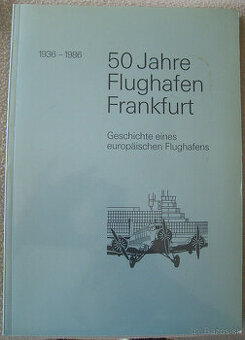 1936 – 1986
50 Jahre
Flughafen
Frankfurt
Geschichte eines
europäischen Flughafens